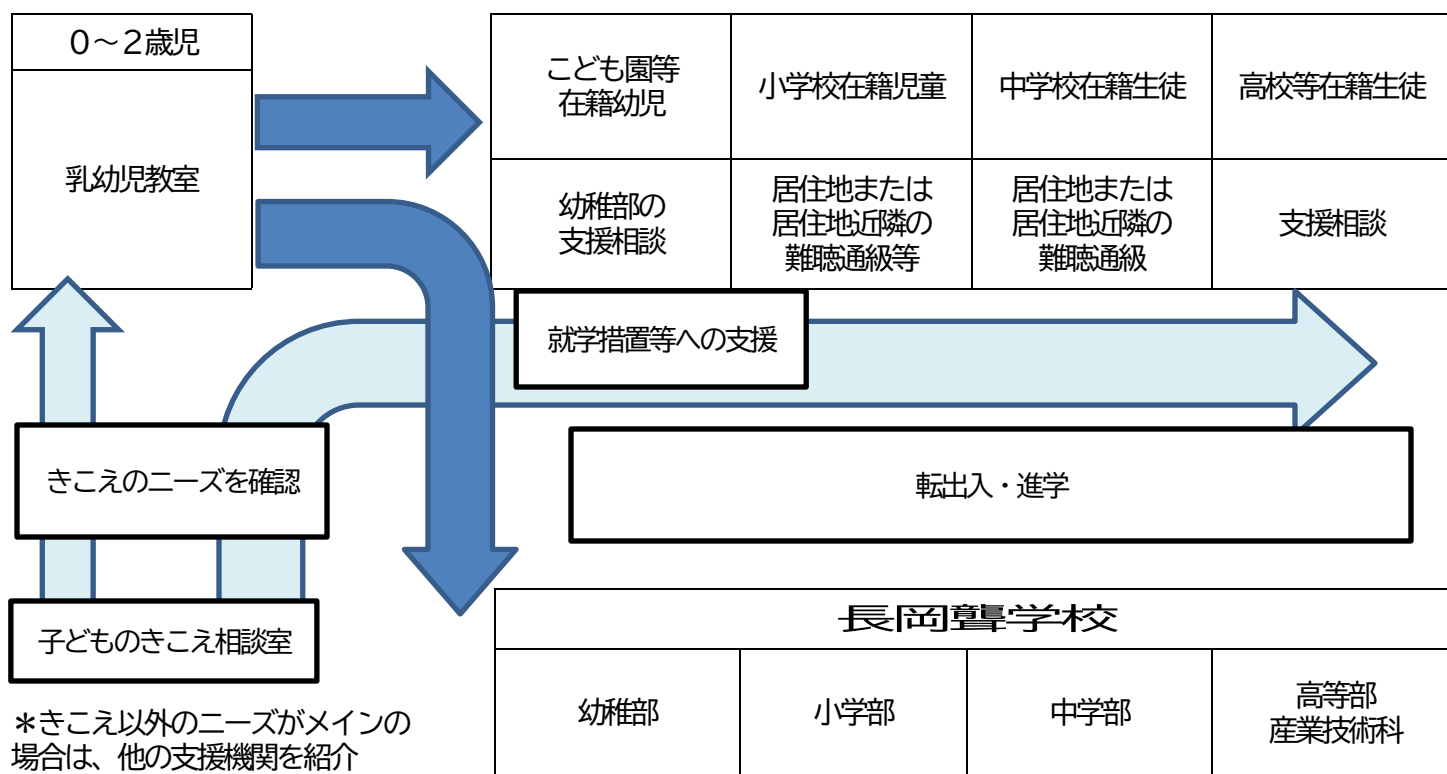 0～2歳児
乳幼児教室
こども園等
在籍幼児
小学校在籍児童
中学校在籍生徒
高校等在籍生徒
幼稚部の
支援相談
居住地または
居住地近隣の
難聴通級等
居住地または
居住地近隣の
難聴通級
支援相談
就学措置等への支援
きこえのニーズを確認
転出入・進学
子どものきこえ相談室
＊きこえ以外のニーズがメインの
場合は、他の支援機関を紹介
長岡聾学校
幼稚部
小学部
中学部
高等部
産業技術科